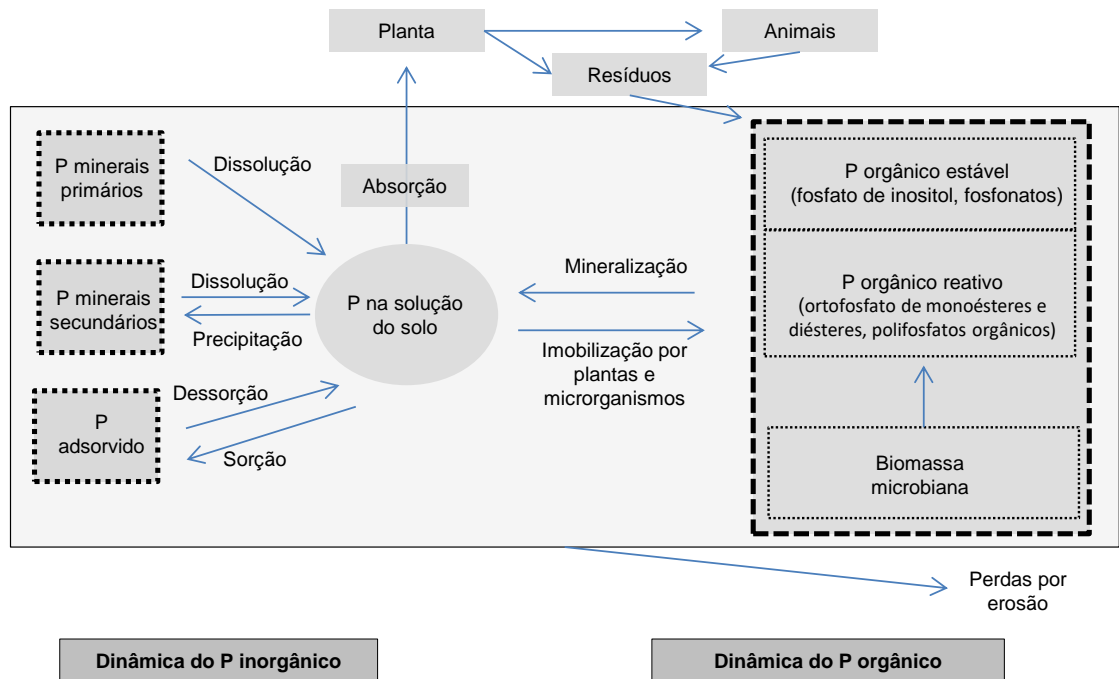 Planta
Animais
Resíduos
P minerais
primários
Dissolução
Absorção
P orgânico estável
(fosfato de inositol, fosfonatos)
P minerais
secundários
Dissolução
Precipitação
P na solução
do solo
Mineralização
Imobilização por
plantas e
microrganismos
P orgânico reativo
(ortofosfato de monoésteres e
diésteres, polifosfatos orgânicos)
P
adsorvido
Dessorção
Sorção
Biomassa
microbiana
Perdas por
erosão
Dinâmica do P inorgânico
Dinâmica do P orgânico